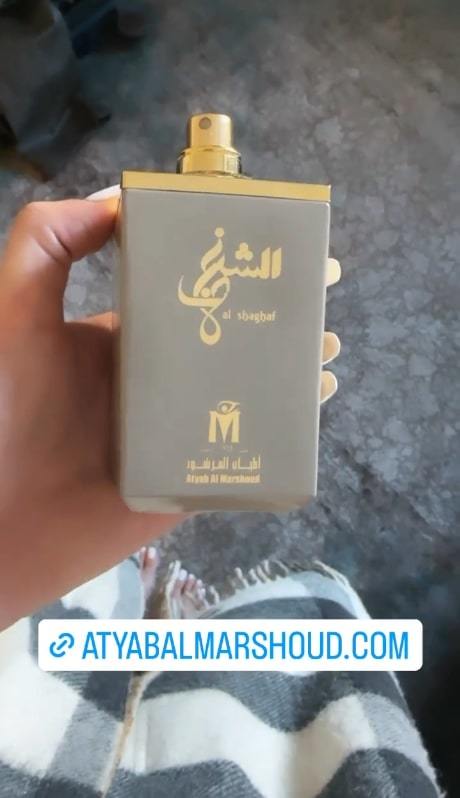 الشغف
al shaghaf
أطياب المرشود
Atyab Al Marshoud
ATYABALMARSHOUD.COM